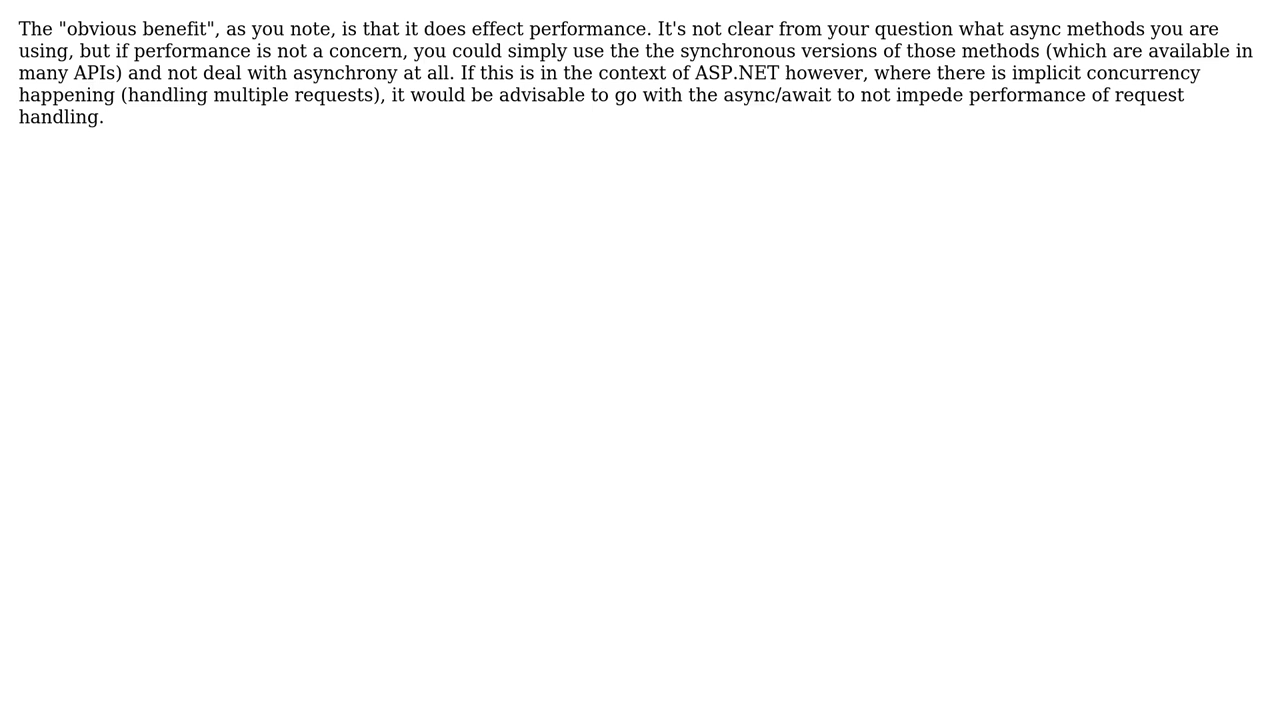 The "obvious benefit", as you note, is that it does effect performance. It's not clear from your question what async methods you are
using, but if performance is not a concern, you could simply use the the synchronous versions of those methods (which are available in
many APIs) and not deal with asynchrony at all. If this is in the context of ASP.NET however, where there is implicit concurrency
happening (handling multiple requests), it would be advisable to go with the async/await to not impede performance of request
handling.